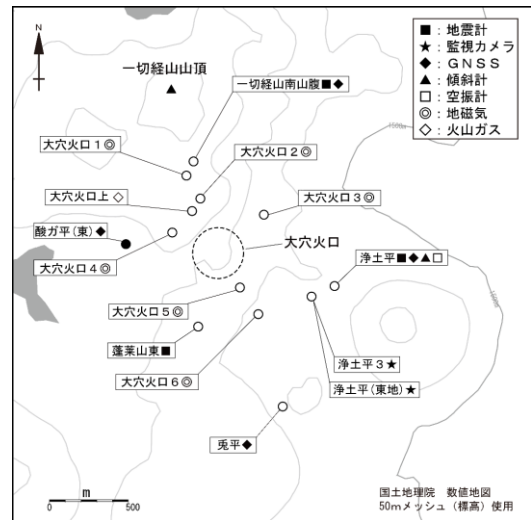 N
■：地震計
★：監視カメラ
◆：ＧＮＳＳ
▲：傾斜計
□：空振計
◎：地磁気
◇：火山ガス
一切経山山頂
一切経山南山腹■◆
大穴火口１◎
大穴火口２◎
1500m
大穴火口上◇
大穴火口３◎
酸ガ平(東)◆
大穴火口
大穴火口４◎
浄土平■◆▲□
大穴火口５◎
蓬莱山東■
浄土平３★
大穴火口６◎
浄土平(東地)★
兎平◆
m
0
500
国土地理院　数値地図
50mメッシュ（標高）使用